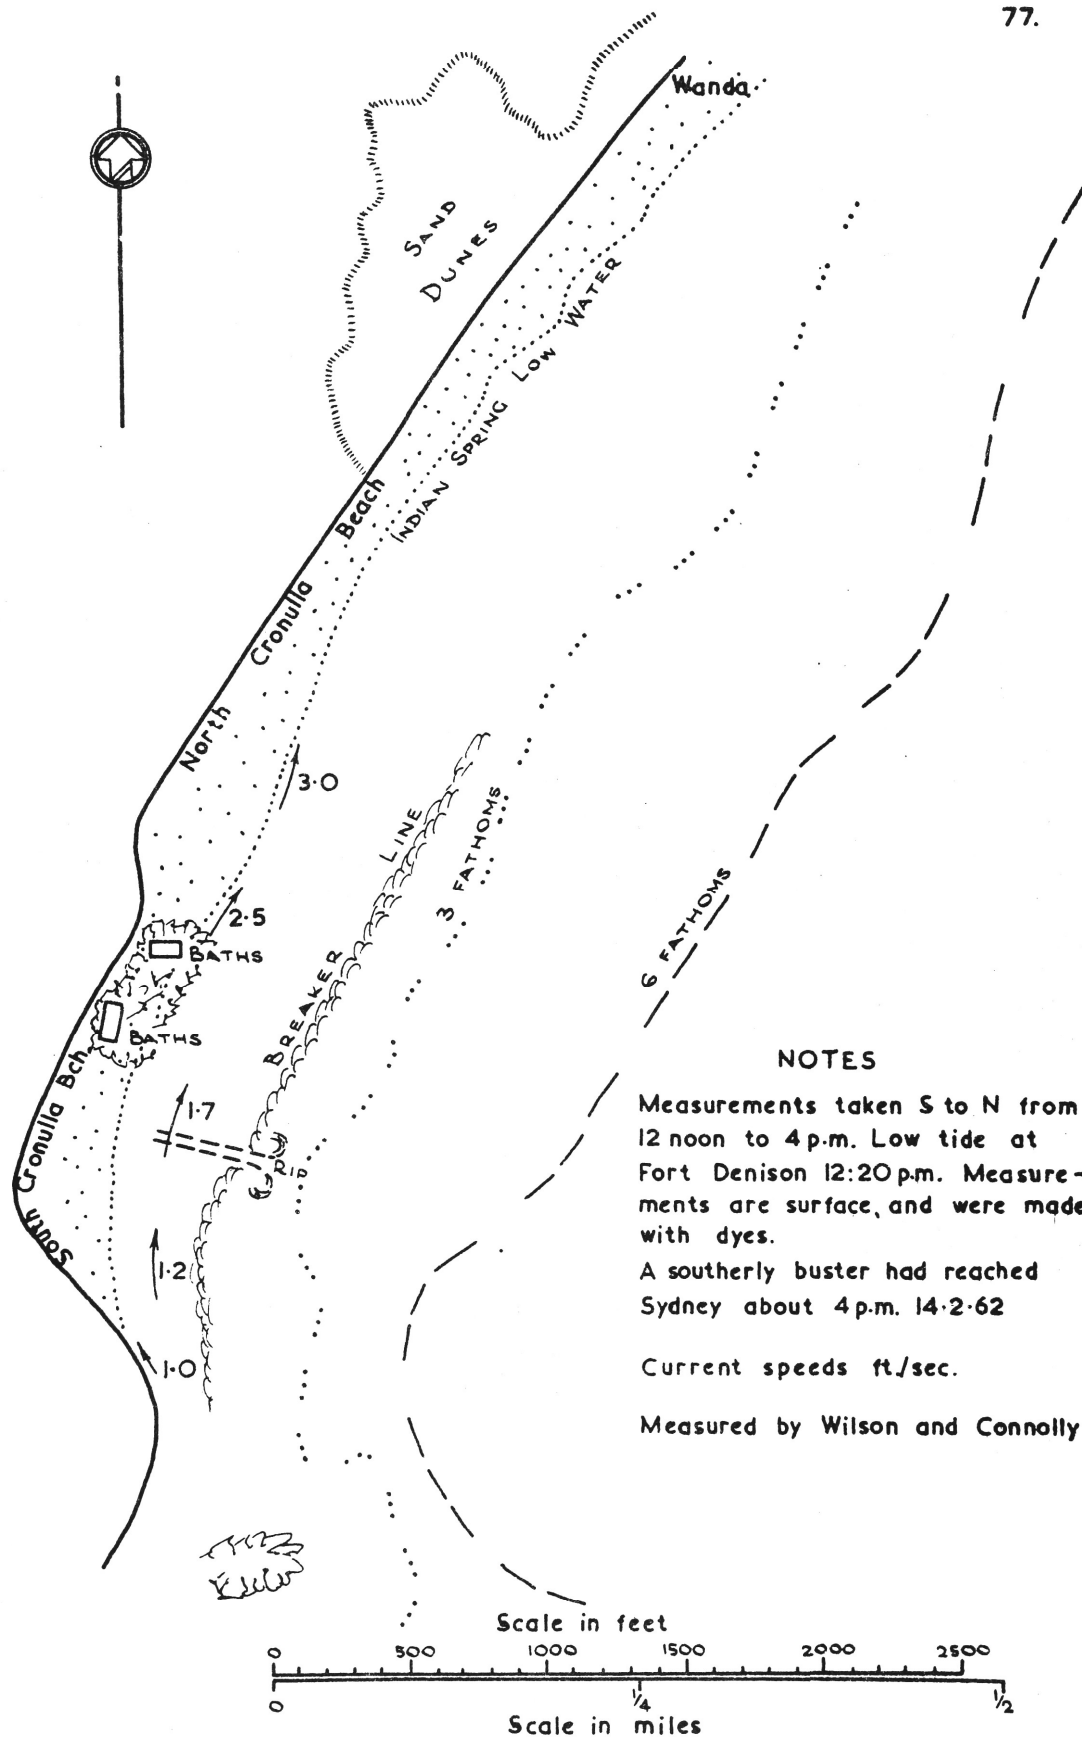 77.
Wanda
SAND
DUNES
INDIAN SPRING LOW WATER
North Cronulla Beach
3.0
LINE
3 FATHOMS
2.5
BATHS
6 FATHOMS
BREAKER
BATHS
South Cronulla Bch.
1.7
RIP
1.2
1.0
NOTES
Measurements taken S to N from
12 noon to 4 p.m. Low tide at
Fort Denison 12:20 p.m. Measure-
ments are surface, and were made
with dyes.
A southerly buster had reached
Sydney about 4 p.m. 14.2.62
Current speeds ft./sec.
Measured by Wilson and Connolly
Scale in feet
0 500 1000 1500 2000 2500
0 1/4 1/2
Scale in miles